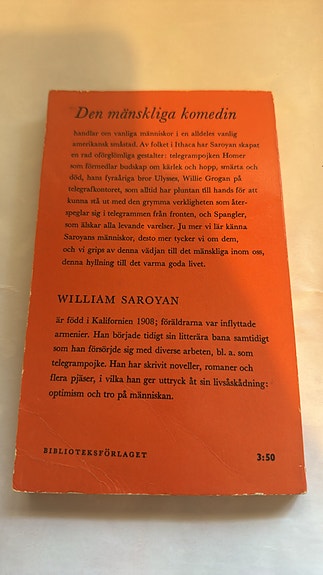 Den mänskliga komedin
handlar om vanliga människor i en alldeles vanlig
amerikansk småstad. Av folket i Ithaca har Saroyan skapat
en rad oförglömliga gestalter: telegrampojken Homer
som förmedlar budskap om kärlek och hopp, smärta och
död, hans fyraåriga bror Ulysses, Willie Grogan på
telegrafkontoret, som alltid har pluntan till hands för att
kunna stå ut med den grymma verkligheten som åter-
speglar sig i telegrammen från fronten, och Spangler,
som älskar alla levande varelser. Ju mer vi lär känna
Saroyans människor, desto mer tycker vi om dem,
och vi grips av denna vädjan till det mänskliga inom oss,
denna hyllning till det varma goda livet.
WILLIAM SAROYAN
är född i Kalifornien 1908; föräldrarna var inflyttade
armenier. Han började tidigt sin litterära bana samtidigt
som han försörjde sig med diverse arbeten, bl. a. som
telegrampojke. Han har skrivit noveller, romaner och
flera pjäser, i vilka han ger uttryck åt sin livsåskådning:
optimism och tro på människan.
BIBLIOTEKSFÖRLAGET
3:50